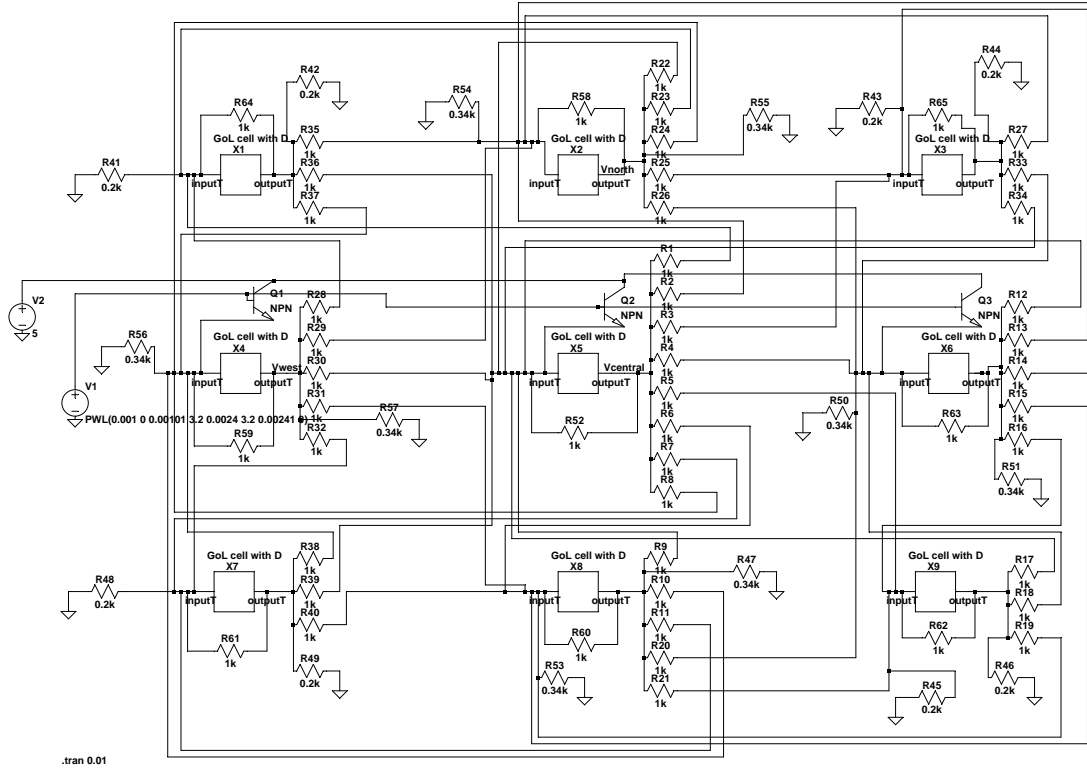 R42
0.2k
R54
0.34k
R22
1k
R44
0.2k
R64
1k
R58
1k
R23
1k
R55
0.34k
R43
0.2k
R65
1k
R35
1k
R24
1k
R27
1k
GoL cell with D
X1
inputT
outputT
GoL cell with D
X2
inputT
outputT
Vnorth
GoL cell with D
X3
inputT
outputT
R41
0.2k
R36
1k
R25
1k
R33
1k
R37
1k
R26
1k
R34
1k
R1
1k
V2
5
Q1
NPN
R28
1k
R2
1k
Q2
NPN
Q3
NPN
R12
1k
R29
1k
R3
1k
R13
1k
R56
0.34k
GoL cell with D
X4
inputT
outputT
Vwest
GoL cell with D
X5
inputT
outputT
Vcentral
GoL cell with D
X6
inputT
outputT
R30
1k
R4
1k
R14
1k
V1
PWL(0.001 0 0.00101 3.2 0.0024 3.2 0.00241 0)
R31
1k
R57
0.34k
R5
1k
R50
0.34k
R15
1k
R59
1k
R32
1k
R52
1k
R6
1k
R63
1k
R16
1k
R7
1k
R51
0.34k
R8
1k
R38
1k
R9
1k
R47
0.34k
R17
1k
GoL cell with D
X7
inputT
outputT
GoL cell with D
X8
inputT
outputT
GoL cell with D
X9
inputT
outputT
R48
0.2k
R39
1k
R10
1k
R18
1k
R40
1k
R11
1k
R19
1k
R61
1k
R60
1k
R62
1k
R49
0.2k
R53
0.34k
R20
1k
R21
1k
R45
0.2k
R46
0.2k
.tran 0.01